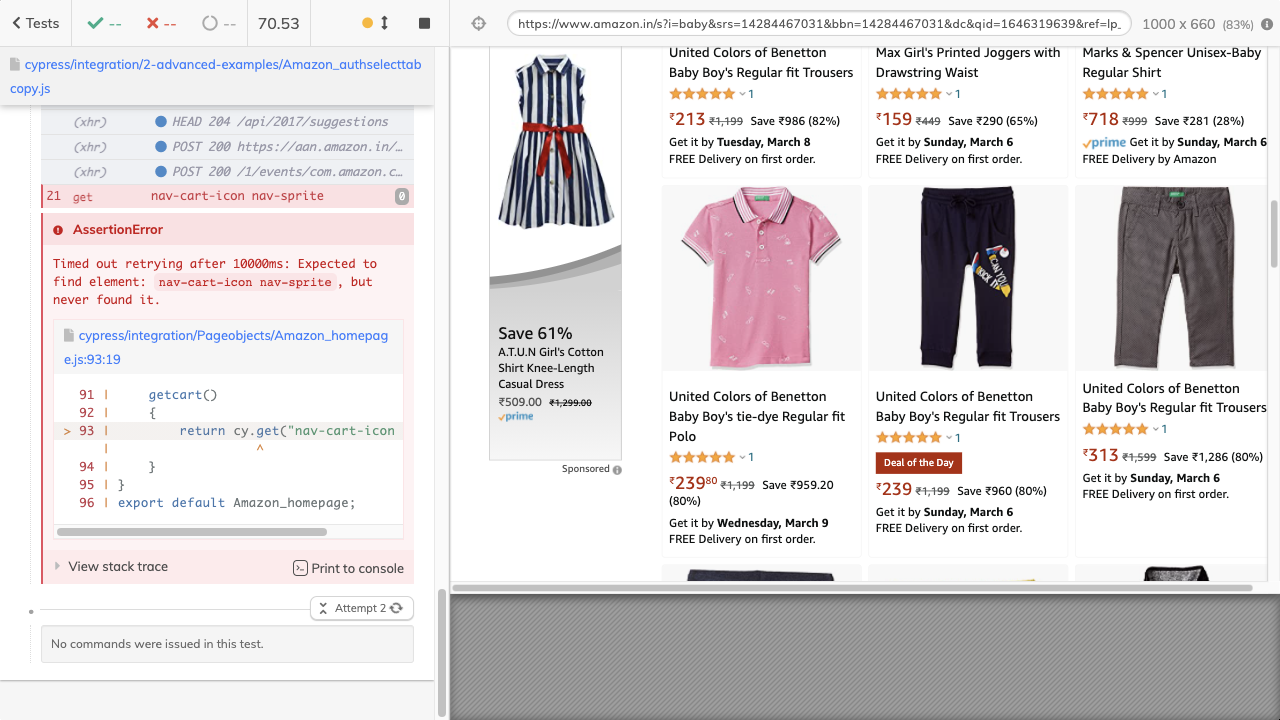 Tests
--
--
--
70.53
https://www.amazon.in/s?i=baby&srs=14284467031&bbn=14284467031&dc&qid=1646319639&ref=lp_
1000 x 660 (83%)
cypress/integration/2-advanced-examples/Amazon_authselecttab
copy.js
(xhr) HEAD 204 /api/2017/suggestions
(xhr) POST 200 https://aan.amazon.in/…
(xhr) POST 200 /1/events/com.amazon.c…
21 get nav-cart-icon nav-sprite 0
AssertionError
Timed out retrying after 10000ms: Expected to
find element: nav-cart-icon nav-sprite, but
never found it.
cypress/integration/Pageobjects/Amazon_homepag
e.js:93:19
91 | getcart()
92 | {
> 93 | return cy.get("nav-cart-icon
| ^
94 | }
95 | }
96 | export default Amazon_homepage;
View stack trace
Print to console
Attempt 2
No commands were issued in this test.
Save 61%
A.T.U.N Girl's Cotton
Shirt Knee-Length
Casual Dress
₹509.00 ₹1,299.00
prime
Sponsored
United Colors of Benetton
Baby Boy's Regular fit Trousers
1
₹213 ₹1,199 Save ₹986 (82%)
Get it by Tuesday, March 8
FREE Delivery on first order.
Max Girl's Printed Joggers with
Drawstring Waist
1
₹159 ₹449 Save ₹290 (65%)
Get it by Sunday, March 6
FREE Delivery on first order.
Marks & Spencer Unisex-Baby
Regular Shirt
1
₹718 ₹999 Save ₹281 (28%)
prime Get it by Sunday, March 6
FREE Delivery by Amazon
United Colors of Benetton
Baby Boy's tie-dye Regular fit
Polo
1
₹239⁸⁰ ₹1,199 Save ₹959.20
(80%)
Get it by Wednesday, March 9
FREE Delivery on first order.
United Colors of Benetton
Baby Boy's Regular fit Trousers
1
Deal of the Day
₹239 ₹1,199 Save ₹960 (80%)
Get it by Sunday, March 6
FREE Delivery on first order.
United Colors of Benetton
Baby Boy's Regular fit Trousers
1
₹313 ₹1,599 Save ₹1,286 (80%)
Get it by Sunday, March 6
FREE Delivery on first order.